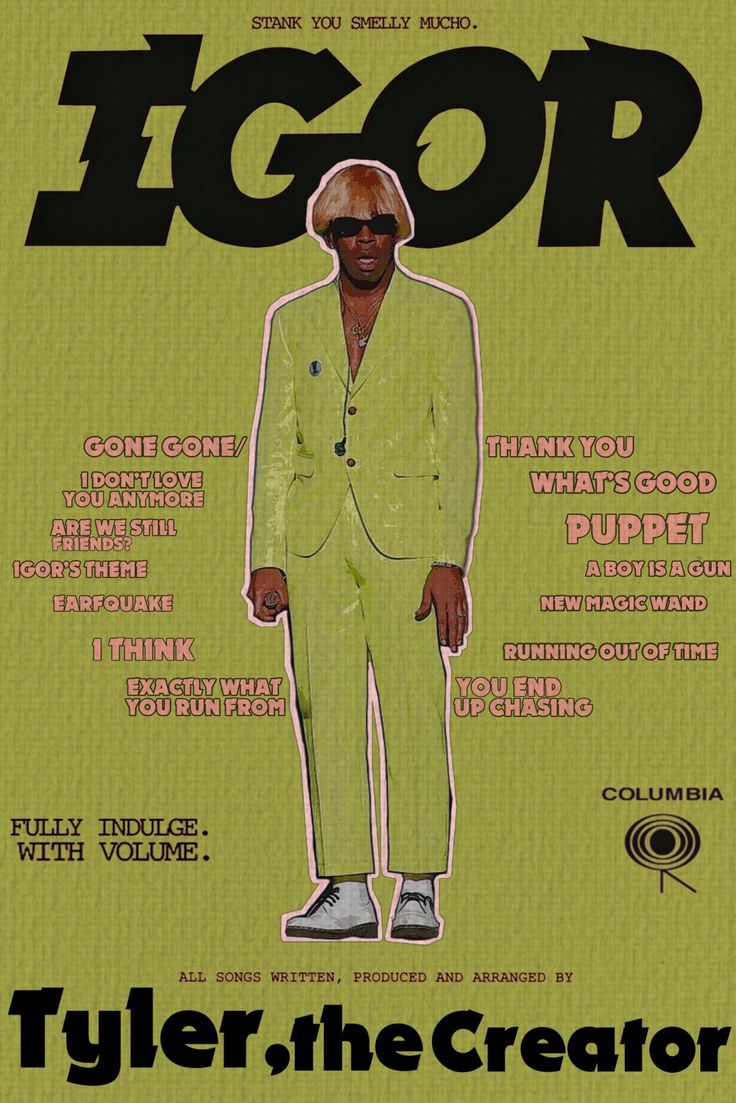 STANK YOU SMELLY MUCHO.
IGOR
GONE GONE/
THANK YOU
I DON'T LOVE
YOU ANYMORE
WHAT'S GOOD
ARE WE STILL
FRIENDS?
PUPPET
IGOR'S THEME
A BOY IS A GUN
EARFQUAKE
NEW MAGIC WAND
I THINK
RUNNING OUT OF TIME
EXACTLY WHAT
YOU RUN FROM
YOU END
UP CHASING
COLUMBIA
FULLY INDULGE.
WITH VOLUME.
ALL SONGS WRITTEN, PRODUCED AND ARRANGED BY
Tyler, the Creator